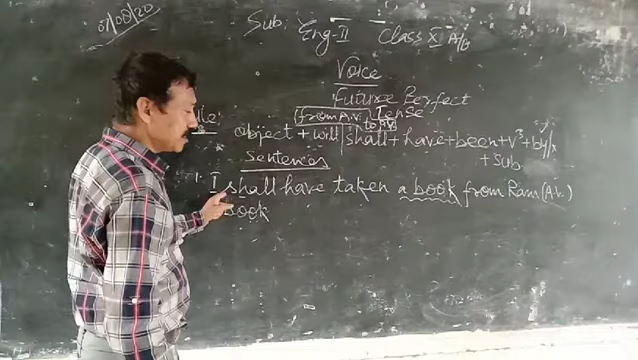 Sub Eng-II Class X A/B
Voice
Future Perfect
Tense
(from A.V. to P.V.)
object + will/shall + have + been + V³ + by/x
+ Sub
Sentences
1. I shall have taken a book from Ram (A.V.)
book